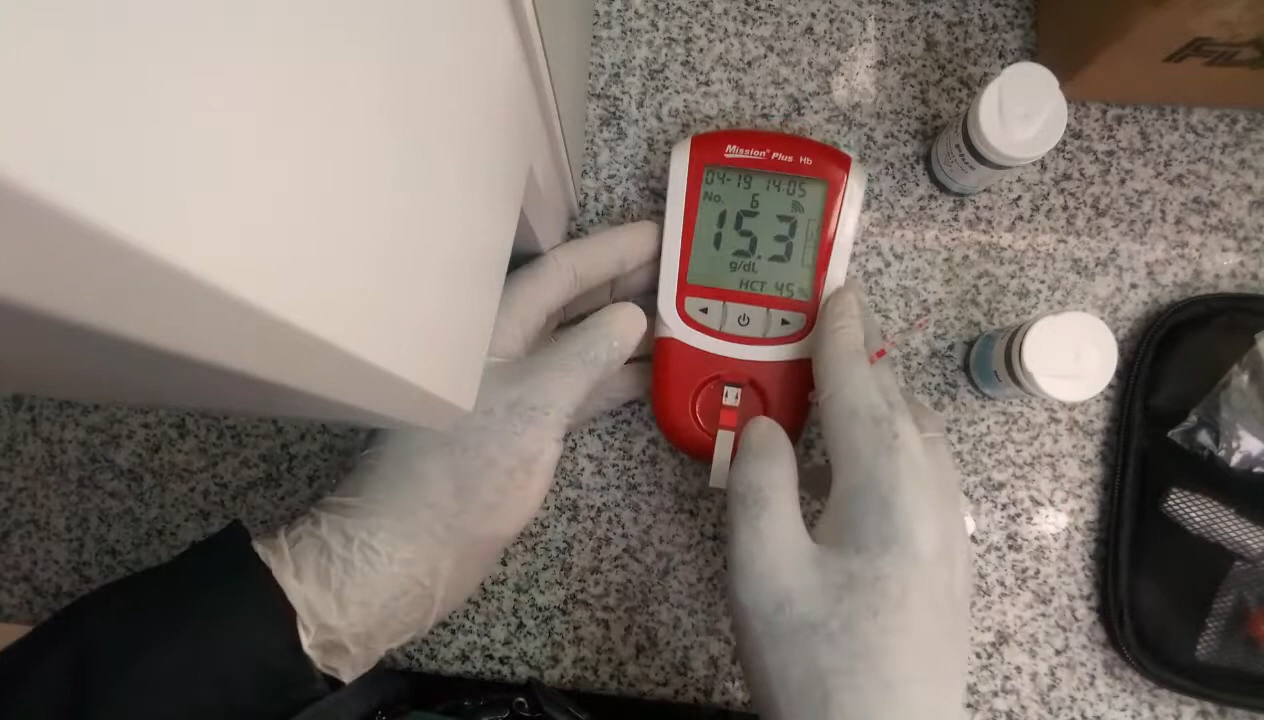 Mission® Plus Hb
04-19 14:05
No. 6
15.3
g/dL
HCT 45%